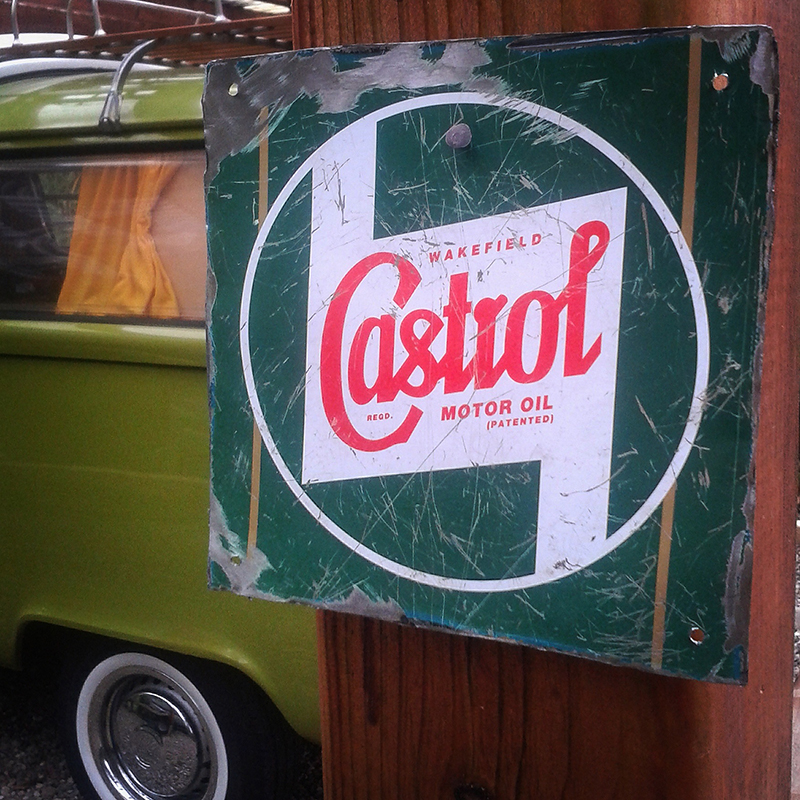 WAKEFIELD
Castrol
REGD.
MOTOR OIL
(PATENTED)